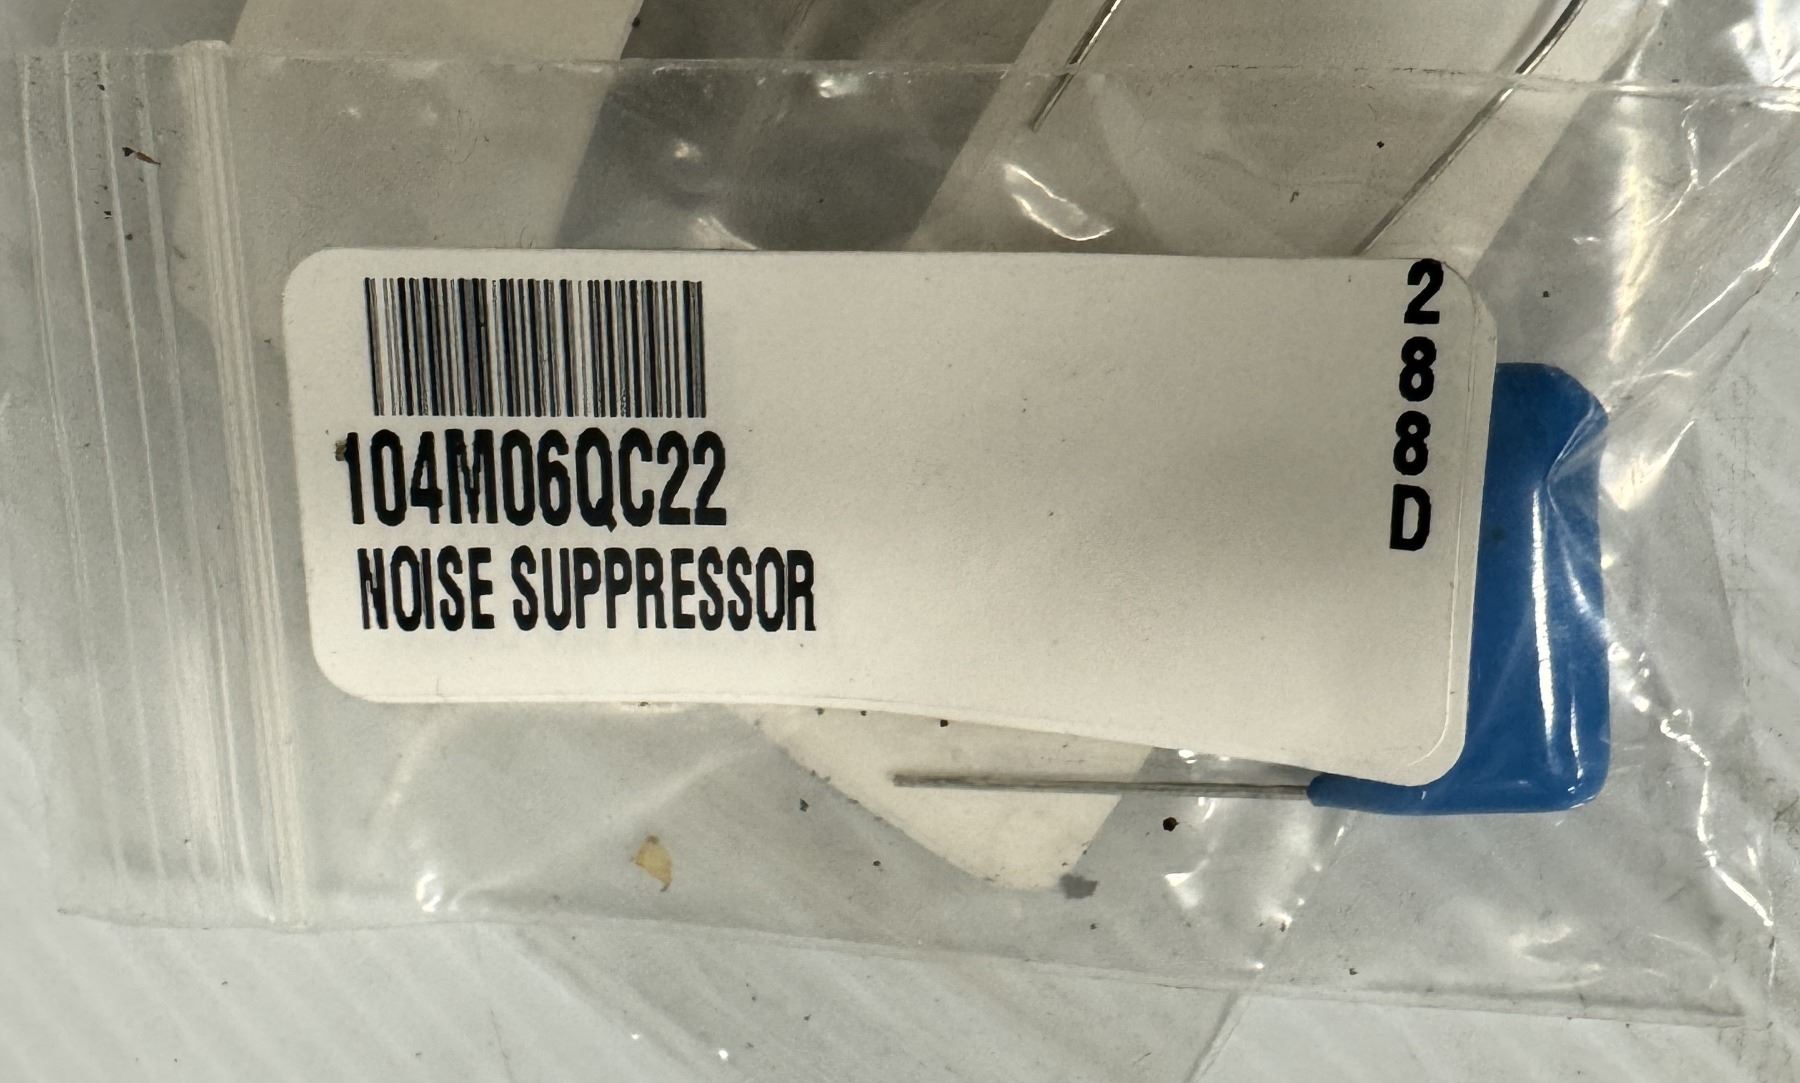 104M06QC22
NOISE SUPPRESSOR
288D